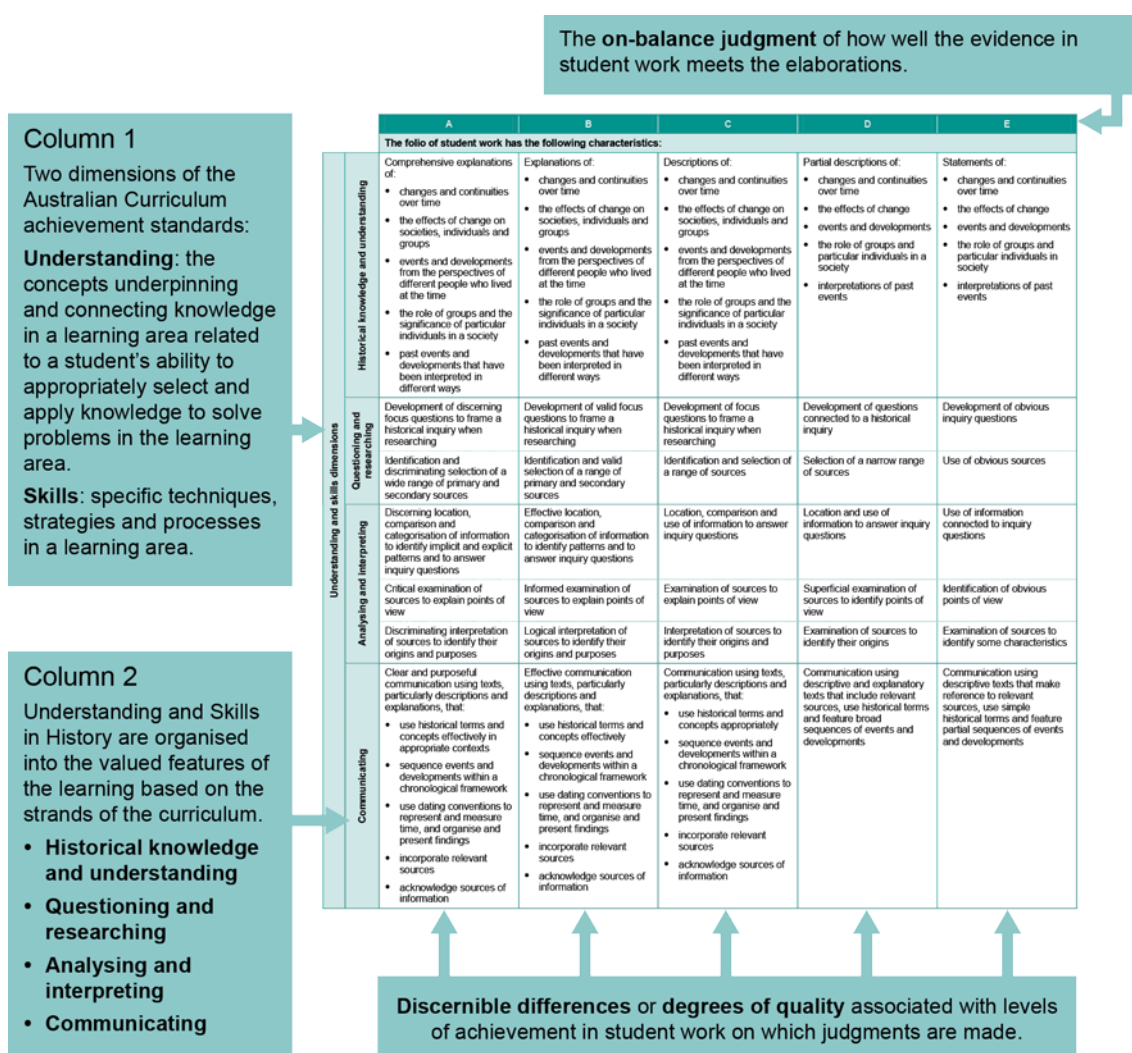 The on-balance judgment of how well the evidence in
student work meets the elaborations.
Column 1
Two dimensions of the
Australian Curriculum
achievement standards:
Understanding: the
concepts underpinning
and connecting knowledge
in a learning area related
to a student’s ability to
appropriately select and
apply knowledge to solve
problems in the learning
area.
Skills: specific techniques,
strategies and processes
in a learning area.
Column 2
Understanding and Skills
in History are organised
into the valued features of
the learning based on the
strands of the curriculum.
• Historical knowledge
and understanding
• Questioning and
researching
• Analysing and
interpreting
• Communicating
A B C D E
The folio of student work has the following characteristics:
Understanding and skills dimensions
Historical knowledge and understanding
Comprehensive explanations
of:
• changes and continuities
over time
• the effects of change on
societies, individuals and
groups
• events and developments
from the perspectives of
different people who lived
at the time
• the role of groups and the
significance of particular
individuals in a society
• past events and
developments that have
been interpreted in
different ways
Explanations of:
• changes and continuities
over time
• the effects of change on
societies, individuals and
groups
• events and developments
from the perspectives of
different people who lived
at the time
• the role of groups and the
significance of particular
individuals in a society
• past events and
developments that have
been interpreted in
different ways
Descriptions of:
• changes and continuities
over time
• the effects of change on
societies, individuals and
groups
• events and developments
from the perspectives of
different people who lived
at the time
• the role of groups and the
significance of particular
individuals in a society
• past events and
developments that have
been interpreted in
different ways
Partial descriptions of:
• changes and continuities
over time
• the effects of change
• events and developments
• the role of groups and
particular individuals in a
society
• interpretations of past
events
Statements of:
• changes and continuities
over time
• the effects of change
• events and developments
• the role of groups and
particular individuals in
society
• interpretations of past
events
Questioning and
researching
Development of discerning
focus questions to frame a
historical inquiry when
researching
Development of valid focus
questions to frame a
historical inquiry when
researching
Development of focus
questions to frame a
historical inquiry when
researching
Development of questions
connected to a historical
inquiry
Development of obvious
inquiry questions
Identification and
discriminating selection of a
wide range of primary and
secondary sources
Identification and valid
selection of a range of
primary and secondary
sources
Identification and selection of
a range of sources
Selection of a narrow range
of sources
Use of obvious sources
Analysing and interpreting
Discerning location,
comparison and
categorisation of information
to identify implicit and explicit
patterns and to answer
inquiry questions
Effective location,
comparison and
categorisation of information
to identify patterns and to
answer inquiry questions
Location, comparison and
use of information to answer
inquiry questions
Location and use of
information to answer inquiry
questions
Use of information
connected to inquiry
questions
Critical examination of
sources to explain points of
view
Informed examination of
sources to explain points of
view
Examination of sources to
explain points of view
Superficial examination of
sources to identify points of
view
Identification of obvious
points of view
Discriminating interpretation
of sources to identify their
origins and purposes
Logical interpretation of
sources to identify their
origins and purposes
Interpretation of sources to
identify their origins and
purposes
Examination of sources to
identify their origins
Examination of sources to
identify some characteristics
Communicating
Clear and purposeful
communication using texts,
particularly descriptions and
explanations, that:
• use historical terms and
concepts effectively in
appropriate contexts
• sequence events and
developments within a
chronological framework
• use dating conventions to
represent and measure
time, and organise and
present findings
• incorporate relevant
sources
• acknowledge sources of
information
Effective communication
using texts, particularly
descriptions and
explanations, that:
• use historical terms and
concepts effectively
• sequence events and
developments within a
chronological framework
• use dating conventions to
represent and measure
time, and organise and
present findings
• incorporate relevant
sources
• acknowledge sources of
information
Communication using texts,
particularly descriptions and
explanations, that:
• use historical terms and
concepts appropriately
• sequence events and
developments within a
chronological framework
• use dating conventions to
represent and measure
time, and organise and
present findings
• incorporate relevant
sources
• acknowledge sources of
information
Communication using
descriptive and explanatory
texts that include relevant
sources, use historical terms
and feature broad
sequences of events and
developments
Communication using
descriptive texts that make
reference to relevant
sources, use simple
historical terms and feature
partial sequences of events
and developments
Discernible differences or degrees of quality associated with levels
of achievement in student work on which judgments are made.